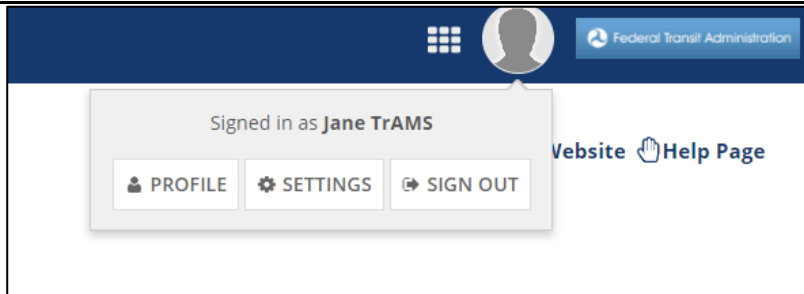 Federal Transit Administration
Signed in as Jane TrAMS
Website Help Page
PROFILE SETTINGS SIGN OUT